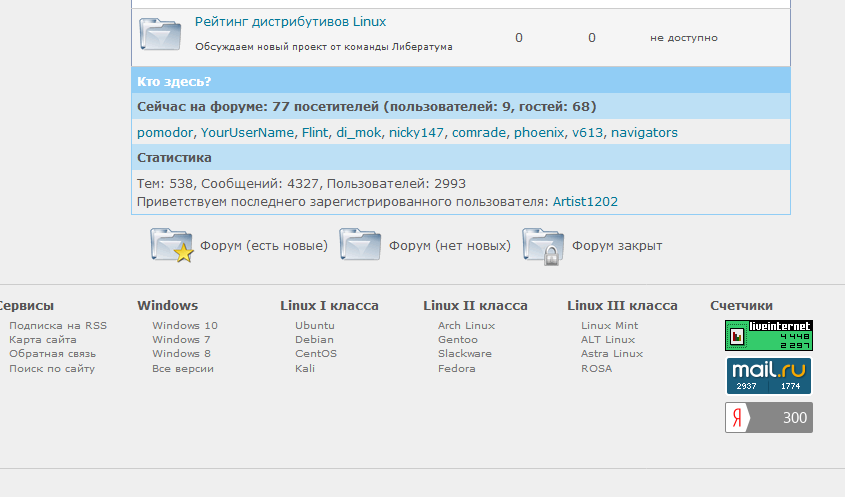 Рейтинг дистрибутивов Linux
Обсуждаем новый проект от команды Либератума
0 0 не доступно
Кто здесь?
Сейчас на форуме: 77 посетителей (пользователей: 9, гостей: 68)
pomodor, YourUserName, Flint, di_mok, nicky147, comrade, phoenix, v613, navigators
Статистика
Тем: 538, Сообщений: 4327, Пользователей: 2993
Приветствуем последнего зарегистрированного пользователя: Artist1202
Форум (есть новые) Форум (нет новых) Форум закрыт
Сервисы
Подписка на RSS
Карта сайта
Обратная связь
Поиск по сайту
Windows
Windows 10
Windows 7
Windows 8
Все версии
Linux I класса
Ubuntu
Debian
CentOS
Kali
Linux II класса
Arch Linux
Gentoo
Slackware
Fedora
Linux III класса
Linux Mint
ALT Linux
Astra Linux
ROSA
Счетчики
liveinternet
4 448
2 297
mail.ru
2937 1774
Я 300